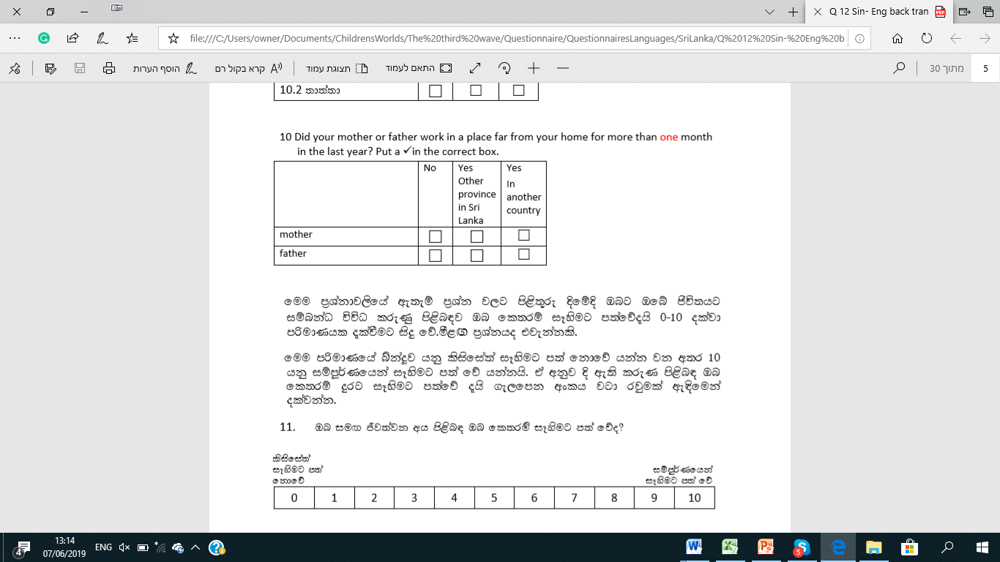 Q 12 Sin- Eng back tran
file:///C:/Users/owner/Documents/ChildrensWorlds/The%20third%20wave/Questionnaire/QuestionnairesLanguages/SriLanka/Q%2012%20Sin-%20Eng%20b
הוסף הערות
קרא בקול רם
תצוגת עמוד
התאם לעמוד
מתוך 30
5
10.2 තාත්තා
10 Did your mother or father work in a place far from your home for more than one month
in the last year? Put a ✓in the correct box.
No Yes Yes
Other In
province another
in Sri country
Lanka
mother
father
මෙම ප්‍රශ්නාවලියේ ඇතැම් ප්‍රශ්න වලට පිළිතුරු දිමේදි ඔබට ඔබේ ජීවිතයට
සම්බන්ධ විවිධ කරුණු පිළිබඳව ඔබ කෙතරම් සෑහිමට පත්වේදැයි 0-10 දක්වා
පරිමාණයක දැක්වීමට සිදු වේ.මීළඟ ප්‍රශ්නයද එවැන්නකි.
මෙම පරිමාණයේ බින්දුව යනු කිසිසේත් සෑහිමට පත් නොවේ යන්න වන අතර 10
යනු සම්පූර්ණයෙන් සෑහිමට පත් වේ යන්නයි. ඒ අනුව දි ඇති කරුණ පිළිබඳ ඔබ
කෙතරම් දුරට සෑහිමට පත්වේ දැයි ගැලපෙන අංකය වටා රවුමක් ඇඳිමෙන්
දක්වන්න.
11. ඔබ සමඟ ජිවත්වන අය පිළිබඳ ඔබ කෙතරම් සෑහිමට පත් වේද?
කිසිසේත්
සෑහිමට පත්
නොවේ
සම්පූර්ණයෙන්
සෑහිමට පත් වේ
0 1 2 3 4 5 6 7 8 9 10
4
13:14
07/06/2019
ENG
5